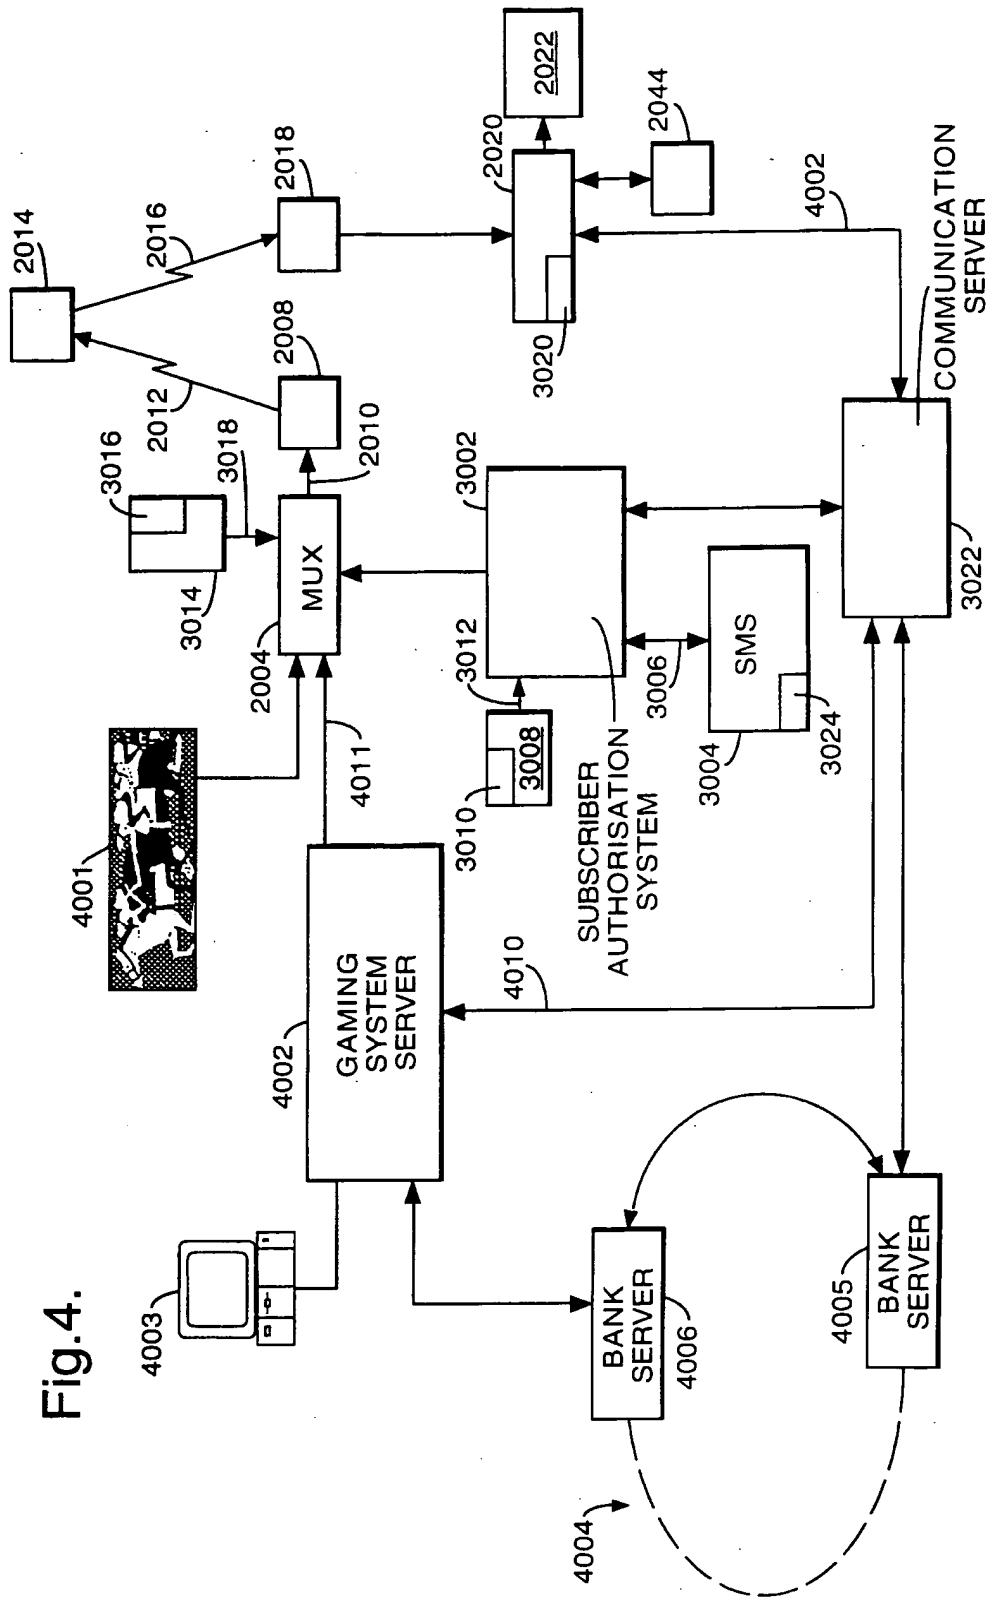 Fig.4.
4003
4001
4002
GAMING
SYSTEM
SERVER
4011
2004
MUX
3014
3016
3018
2010
2008
2012
2014
2016
2018
2020
2022
3020
2044
4002
3002
3012
3010
3008
SUBSCRIBER
AUTHORISATION
SYSTEM
3006
SMS
3004
3024
4010
COMMUNICATION
SERVER
3022
BANK
SERVER
4006
4005
BANK
SERVER
4004